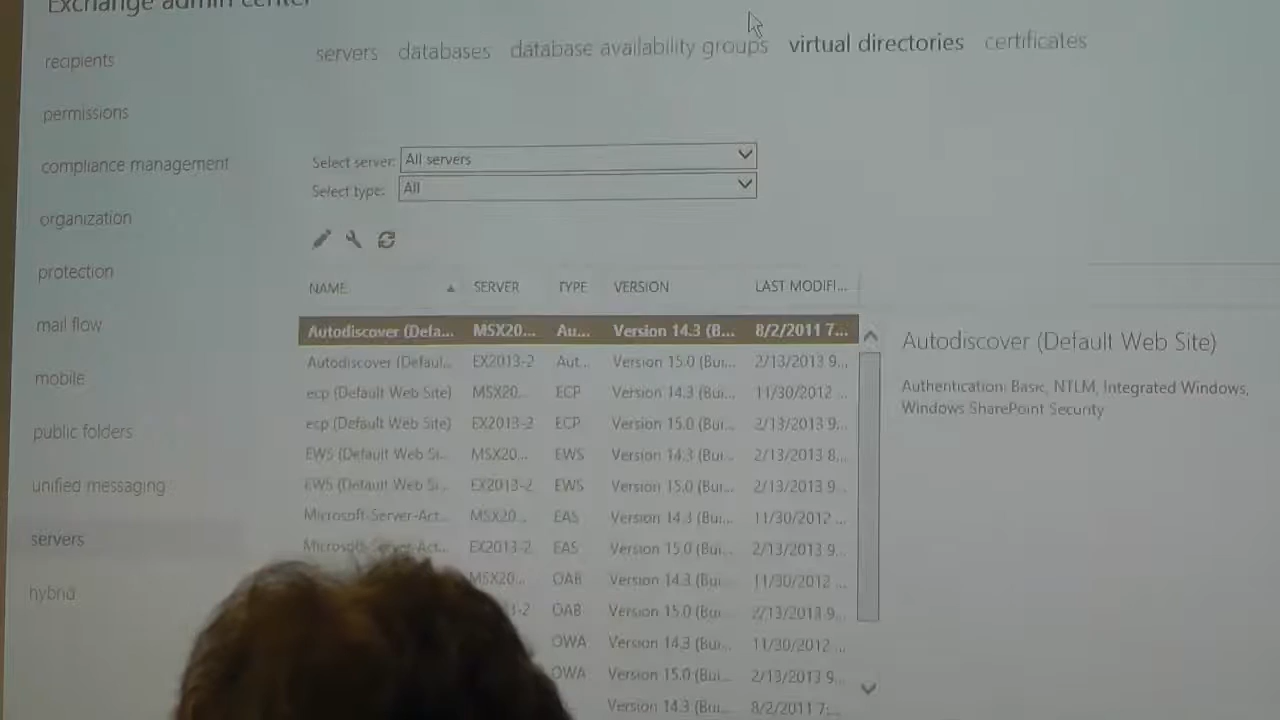 Exchange admin center
recipients
permissions
compliance management
organization
protection
mail flow
mobile
public folders
unified messaging
servers
hybrid
servers databases database availability groups virtual directories certificates
Select server: All servers
Select type: All
NAME SERVER TYPE VERSION LAST MODIFI...
Autodiscover (Defa... MSX20... Au... Version 14.3 (B... 8/2/2011 7...
Autodiscover (Defaul... EX2013-2 Aut... Version 15.0 (Bui... 2/13/2013 9...
ecp (Default Web Site) MSX20... ECP Version 14.3 (Bui... 11/30/2012 ...
ecp (Default Web Site) EX2013-2 ECP Version 15.0 (Bui... 2/13/2013 9...
EWS (Default Web Si... MSX20... EWS Version 14.3 (Bui... 2/13/2013 8...
EWS (Default Web Si... EX2013-2 EWS Version 15.0 (Bui... 2/13/2013 9...
Microsoft-Server-Act... MSX20... EAS Version 14.3 (Bui... 11/30/2012 ...
Microsoft-Server-Act... EX2013-2 EAS Version 15.0 (Bui... 2/13/2013 9...
MSX20... OAB Version 14.3 (Bui... 11/30/2012 ...
3-2 OAB Version 15.0 (Bui... 2/13/2013 9...
OWA Version 14.3 (Bui... 11/30/2012 ...
OWA Version 15.0 (Bui... 2/13/2013 9...
Version 14.3 (Bui... 8/2/2011 7:...
Autodiscover (Default Web Site)
Authentication: Basic, NTLM, Integrated Windows,
Windows SharePoint Security